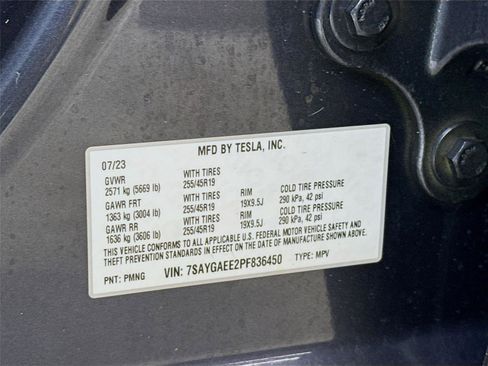 MFD BY TESLA, INC.
07/23
GVWR WITH TIRES
2571 kg (5669 lb) 255/45R19 RIM COLD TIRE PRESSURE
GAWR FRT WITH TIRES 19X9.5J 290 kPa, 42 psi
1363 kg (3004 lb) 255/45R19 RIM COLD TIRE PRESSURE
GAWR RR WITH TIRES 19X9.5J 290 kPa, 42 psi
1636 kg (3606 lb) 255/45R19
THIS VEHICLE CONFORMS TO ALL APPLICABLE U.S. FEDERAL MOTOR VEHICLE SAFETY AND
THEFT PREVENTION STANDARDS IN EFFECT ON THE DATE OF MANUFACTURE SHOWN ABOVE.
PNT: PMNG VIN: 7SAYGAEE2PF836450 TYPE: MPV